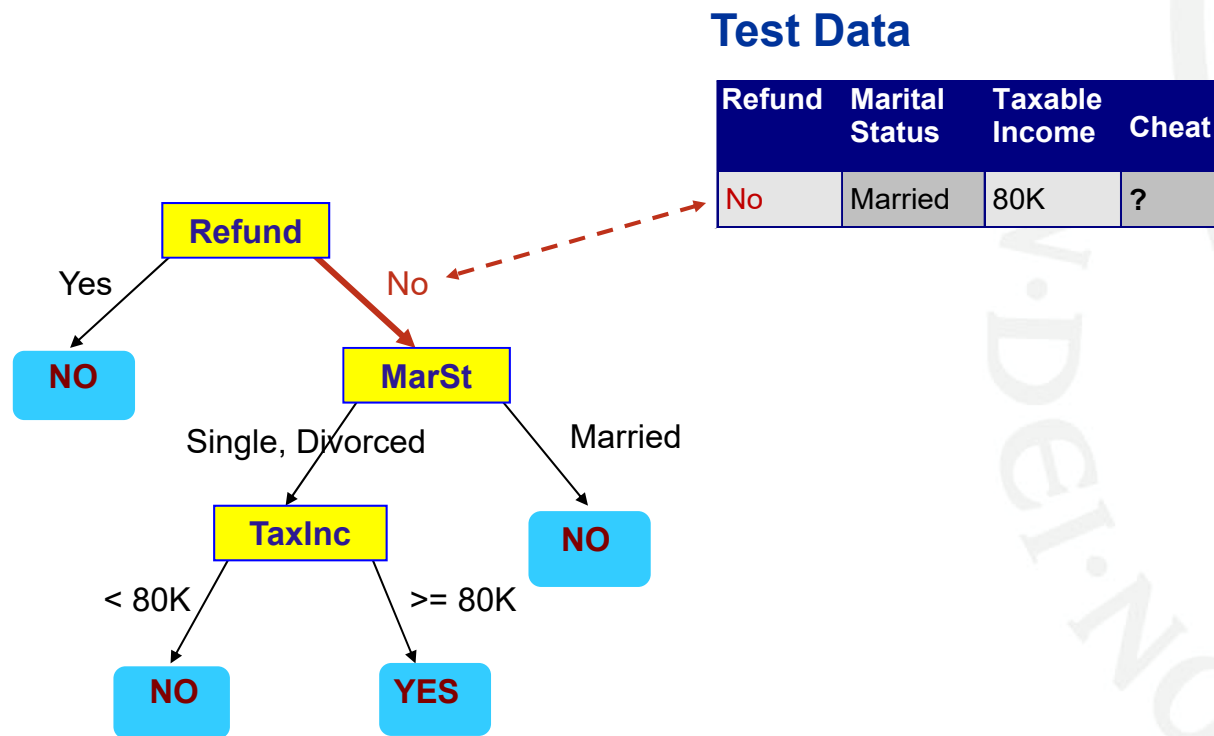 Test Data
Refund Marital Status Taxable Income Cheat
No Married 80K ?
Refund
Yes
No
NO
MarSt
Single, Divorced
Married
TaxInc
NO
< 80K
>= 80K
NO
YES